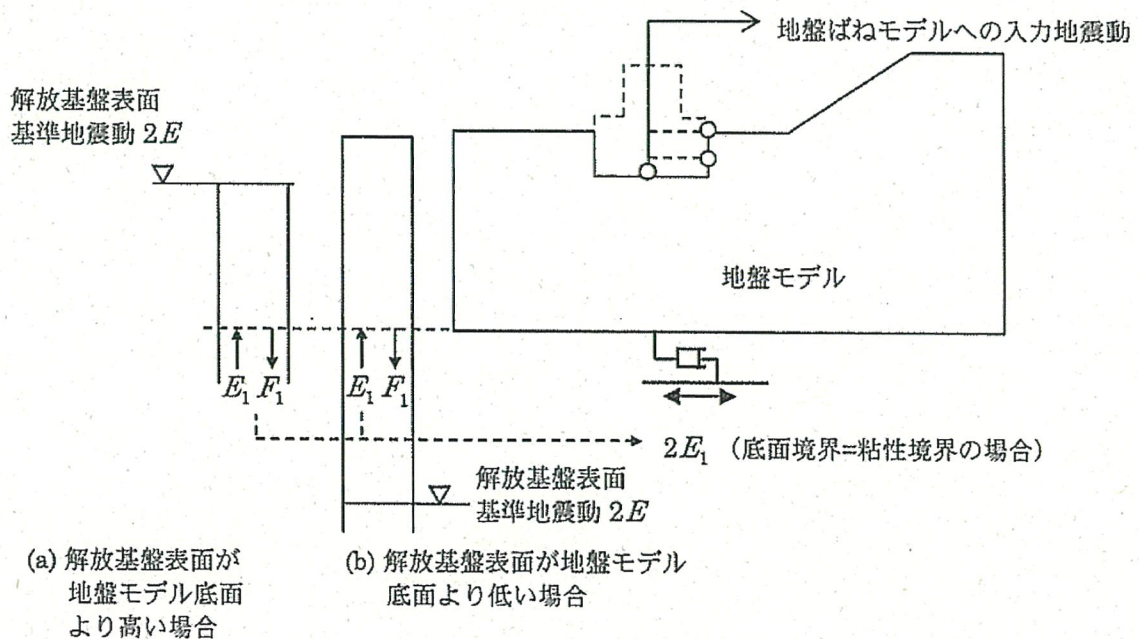 地盤ばねモデルへの入力地震動
解放基盤表面
基準地震動 2E
地盤モデル
E₁ F₁
E₁ F₁
2E₁ (底面境界=粘性境界の場合)
解放基盤表面
基準地震動 2E
(a) 解放基盤表面が
地盤モデル底面
より高い場合
(b) 解放基盤表面が地盤モデル
底面より低い場合